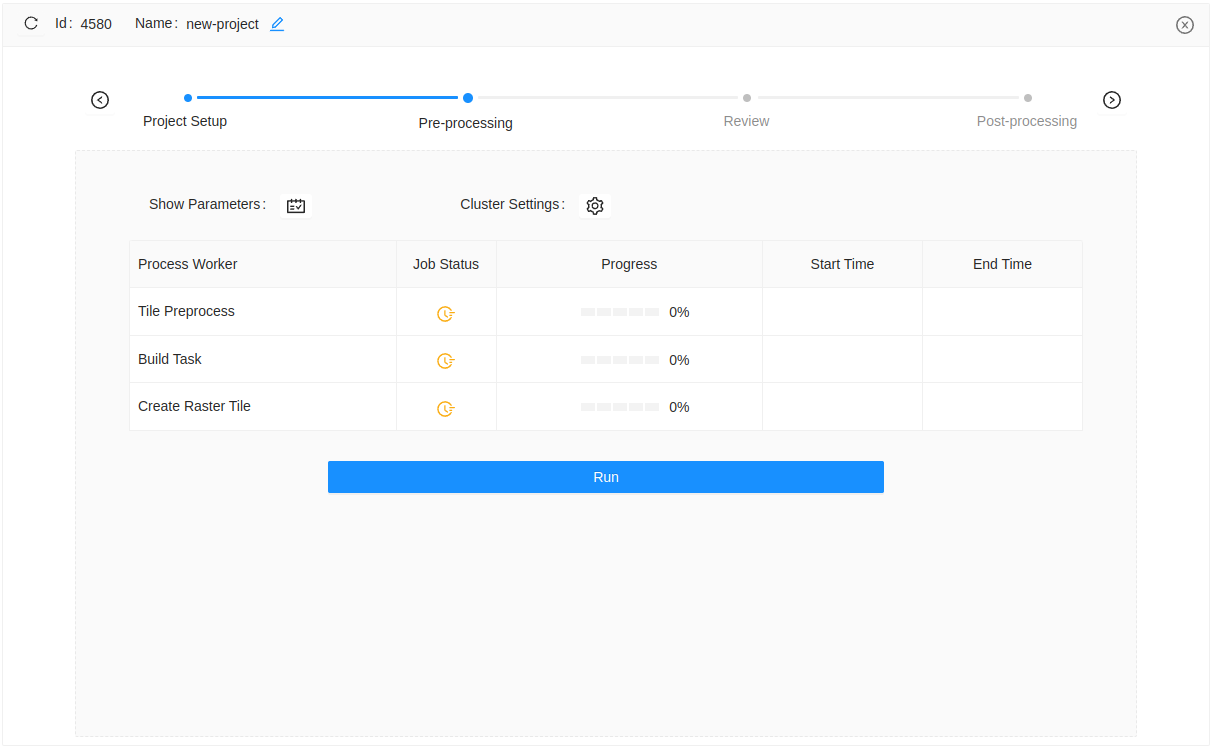 Id: 4580 Name: new-project
Project Setup Pre-processing Review Post-processing
Show Parameters: Cluster Settings:
Process Worker Job Status Progress Start Time End Time
Tile Preprocess 0%
Build Task 0%
Create Raster Tile 0%
Run